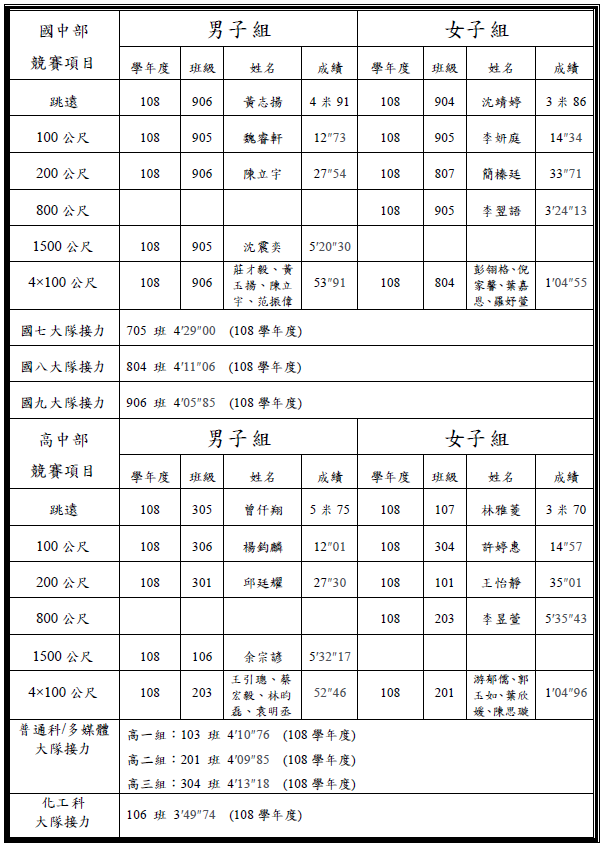 國中部 男子組 女子組
競賽項目 學年度 班級 姓名 成績 學年度 班級 姓名 成績
跳遠 108 906 黃志揚 4 米 91 108 904 沈靖婷 3 米 86
100 公尺 108 905 魏睿軒 12"73 108 905 李妍庭 14"34
200 公尺 108 906 陳立宇 27"54 108 807 簡榛廷 33"71
800 公尺 108 905 李翌語 3'24"13
1500 公尺 108 905 沈震奕 5'20"30
4×100 公尺 108 906 莊才毅、黃玉揚、陳立宇、范振偉 53"91 108 804 彭翎格、倪家馨、葉嘉恩、羅妤萱 1'04"55
國七大隊接力 705 班 4'29"00 (108 學年度)
國八大隊接力 804 班 4'11"06 (108 學年度)
國九大隊接力 906 班 4'05"85 (108 學年度)
高中部 男子組 女子組
競賽項目 學年度 班級 姓名 成績 學年度 班級 姓名 成績
跳遠 108 305 曾仟翔 5 米 75 108 107 林雅菱 3 米 70
100 公尺 108 306 楊鈞麟 12"01 108 304 許婷惠 14"57
200 公尺 108 301 邱廷耀 27"30 108 101 王怡靜 35"01
800 公尺 108 203 李昱萱 5'35"43
1500 公尺 108 106 余宗諺 5'32"17
4×100 公尺 108 203 王引璁、蔡宏毅、林昀磊、袁明丞 52"46 108 201 游郁儒、郭玉如、葉欣媛、陳思璇 1'04"96
普通科/多媒體
大隊接力
高一組：103 班 4'10"76 (108 學年度)
高二組：201 班 4'09"85 (108 學年度)
高三組：304 班 4'13"18 (108 學年度)
化工科
大隊接力
106 班 3'49"74 (108 學年度)